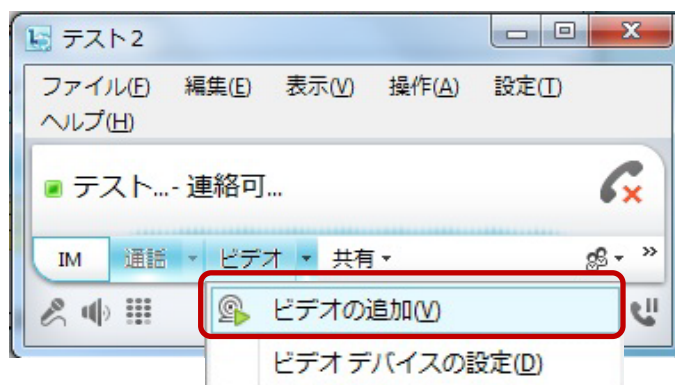 テスト2
ファイル(F) 編集(E) 表示(V) 操作(A) 設定(T)
ヘルプ(H)
テスト...- 連絡可...
IM 通話 ビデオ 共有 »
ビデオの追加(V)
ビデオ デバイスの設定(D)